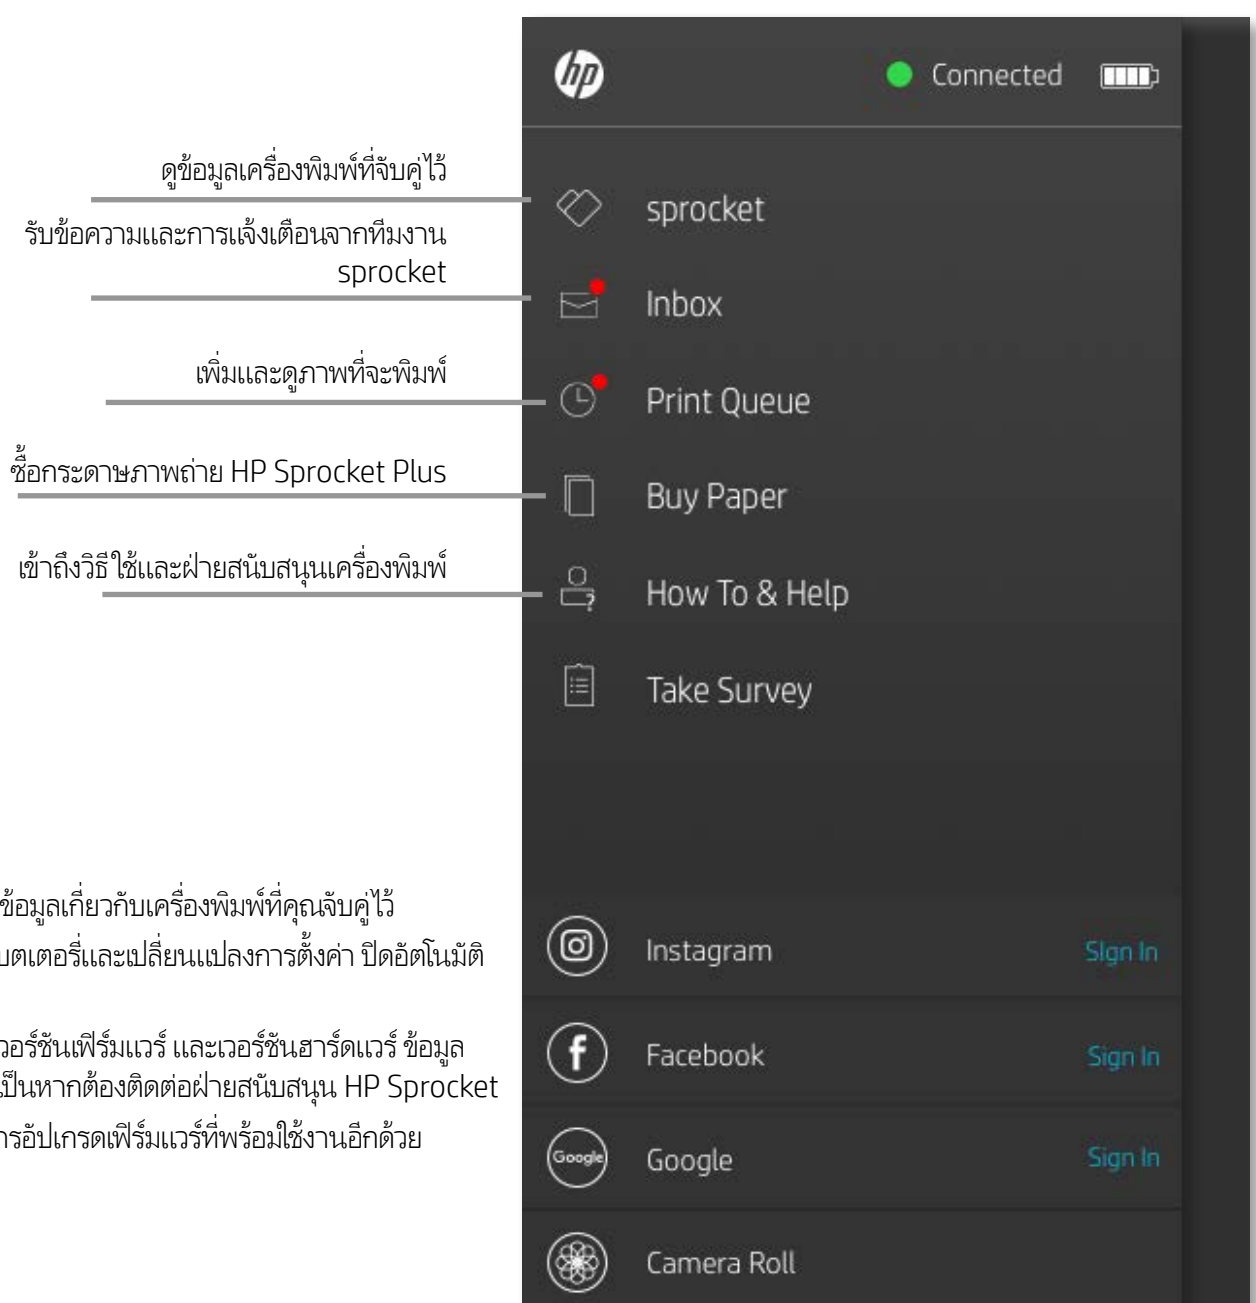 hp
Connected
ดูข้อมูลเครื่องพิมพ์ที่จับคู่ไว้
sprocket
รับข้อความและการแจ้งเตือนจากทีมงาน
sprocket
Inbox
เพิ่มและดูภาพที่จะพิมพ์
Print Queue
ซื้อกระดาษภาพถ่าย HP Sprocket Plus
Buy Paper
เข้าถึงวิธีใช้และฝ่ายสนับสนุนเครื่องพิมพ์
How To & Help
Take Survey
ข้อมูลเกี่ยวกับเครื่องพิมพ์ที่คุณจับคู่ไว้
บตเตอรี่และเปลี่ยนแปลงการตั้งค่า ปิดอัตโนมัติ
วอร์ชันเฟิร์มแวร์ และเวอร์ชันฮาร์ดแวร์ ข้อมูล
เป็นหากต้องติดต่อฝ่ายสนับสนุน HP Sprocket
ารอัปเกรดเฟิร์มแวร์ที่พร้อมใช้งานอีกด้วย
Instagram
SIgn In
Facebook
Sign In
Google
Google
Sign In
Camera Roll